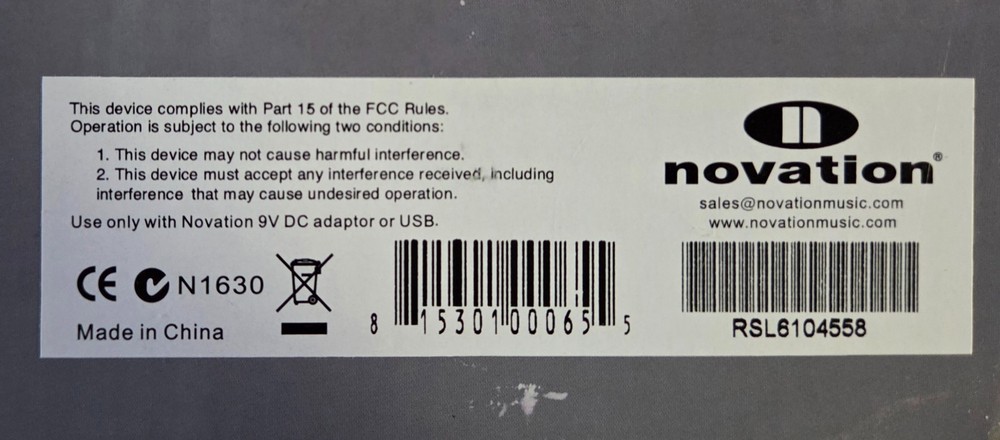 This device complies with Part 15 of the FCC Rules.
Operation is subject to the following two conditions:
1. This device may not cause harmful interference.
2. This device must accept any interference received, including
interference that may cause undesired operation.
Use only with Novation 9V DC adaptor or USB.
CE N1630
Made in China
8 15301 00065 5
novation®
sales@novationmusic.com
www.novationmusic.com
RSL6104558